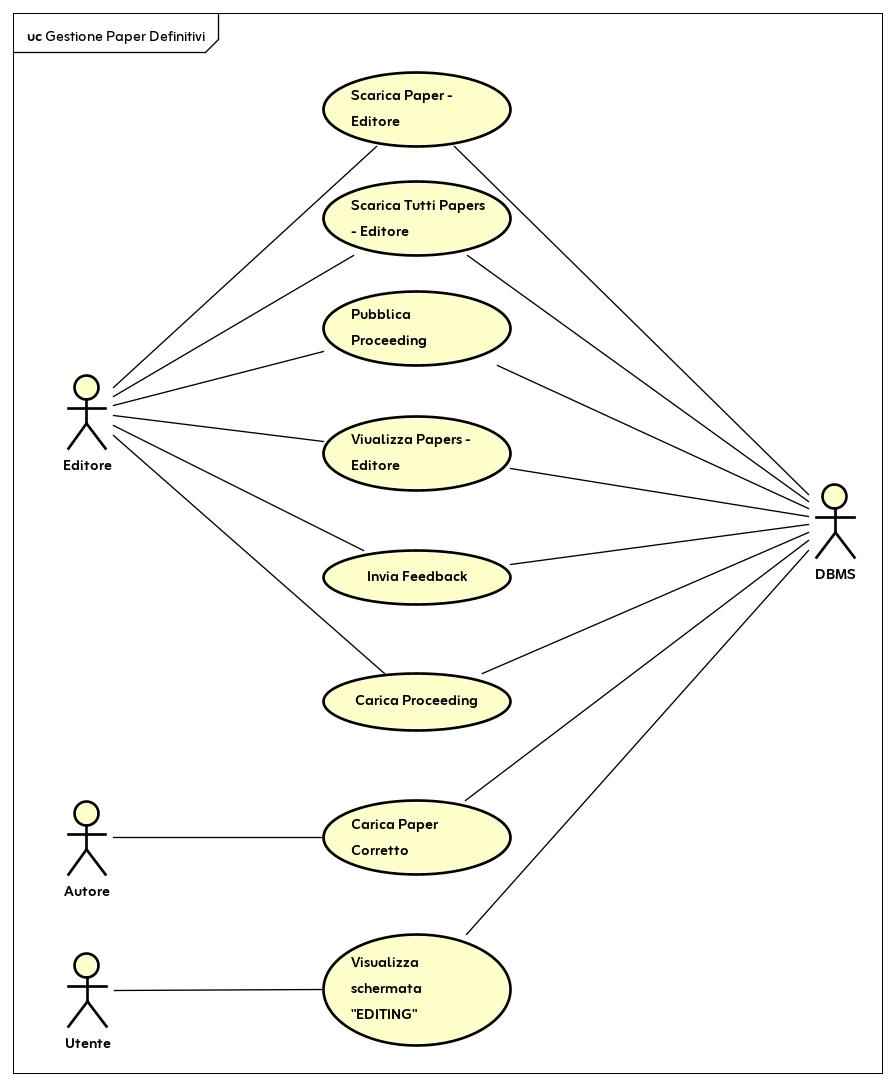 uc Gestione Paper Definitivi
Scarica Paper -
Editore
Scarica Tutti Papers
- Editore
Pubblica
Proceeding
Editore
Viualizza Papers -
Editore
DBMS
Invia Feedback
Carica Proceeding
Carica Paper
Corretto
Autore
Visualizza
schermata
"EDITING"
Utente